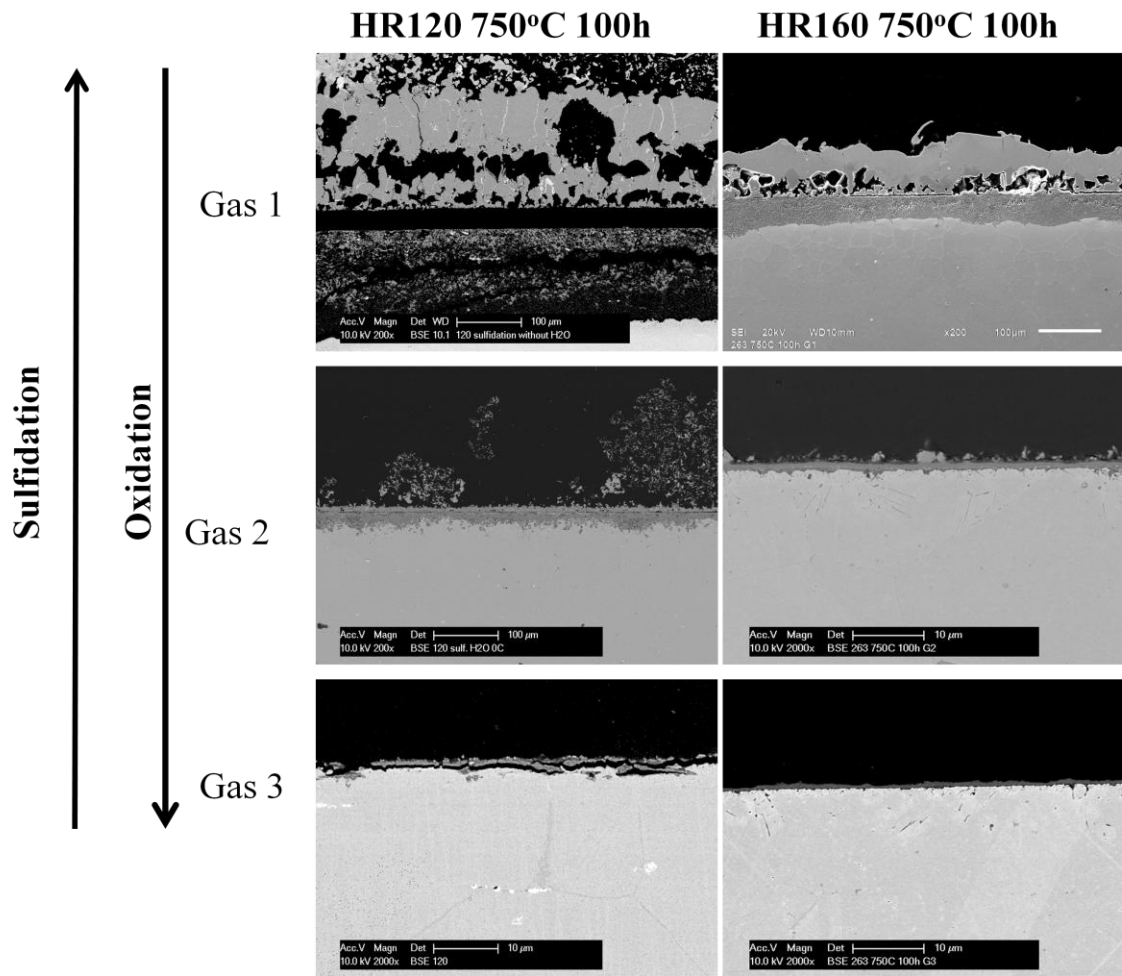 HR120 750°C 100h
HR160 750°C 100h
Sulfidation
Oxidation
Gas 1
Acc.V Magn Det WD 100 µm
10.0 kV 200x BSE 10.1 120 sulfidation without H2O
SEI 20kV WD10mm x200 100µm
263 750C 100h G1
Gas 2
Acc.V Magn Det 100 µm
10.0 kV 200x BSE 120 sulf. H2O 0C
Acc.V Magn Det 10 µm
10.0 kV 2000x BSE 263 750C 100h G2
Gas 3
Acc.V Magn Det 10 µm
10.0 kV 2000x BSE 120
Acc.V Magn Det 10 µm
10.0 kV 2000x BSE 263 750C 100h G3